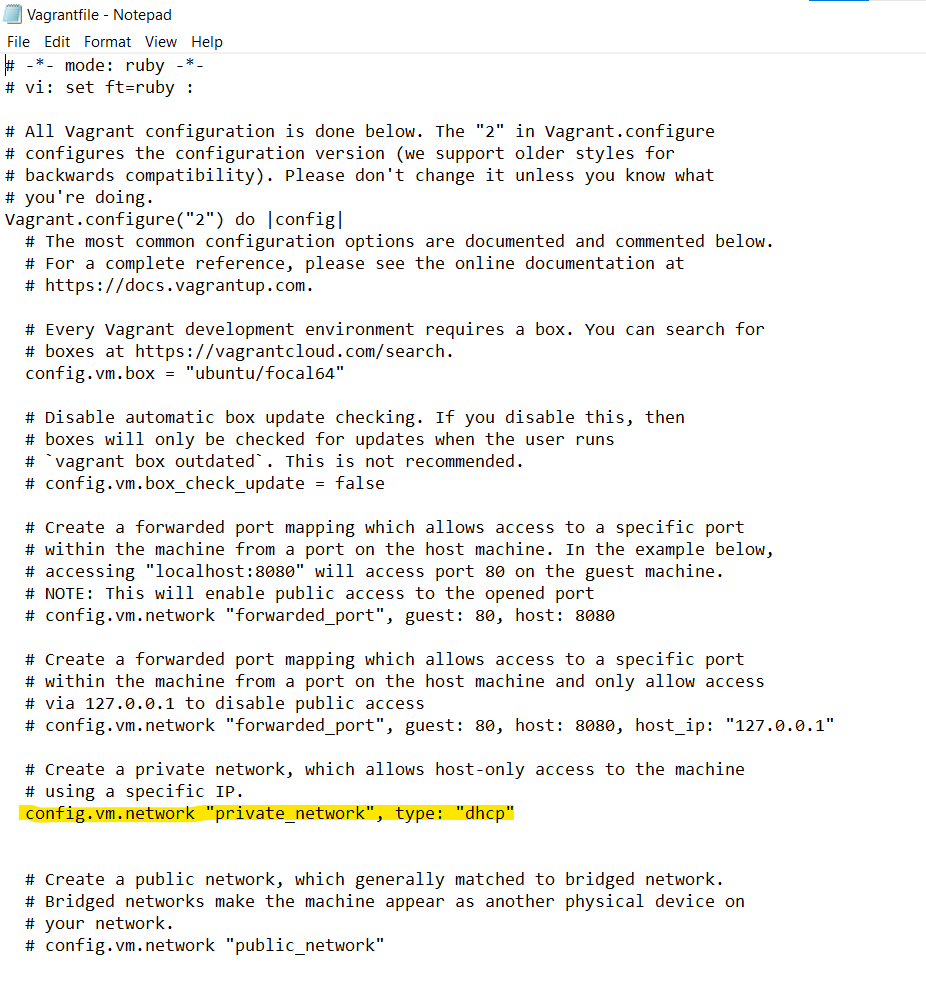 Vagrantfile - Notepad
File Edit Format View Help
# -*- mode: ruby -*-
# vi: set ft=ruby :
# All Vagrant configuration is done below. The "2" in Vagrant.configure
# configures the configuration version (we support older styles for
# backwards compatibility). Please don't change it unless you know what
# you're doing.
Vagrant.configure("2") do |config|
  # The most common configuration options are documented and commented below.
  # For a complete reference, please see the online documentation at
  # https://docs.vagrantup.com.
  # Every Vagrant development environment requires a box. You can search for
  # boxes at https://vagrantcloud.com/search.
  config.vm.box = "ubuntu/focal64"
  # Disable automatic box update checking. If you disable this, then
  # boxes will only be checked for updates when the user runs
  # `vagrant box outdated`. This is not recommended.
  # config.vm.box_check_update = false
  # Create a forwarded port mapping which allows access to a specific port
  # within the machine from a port on the host machine. In the example below,
  # accessing "localhost:8080" will access port 80 on the guest machine.
  # NOTE: This will enable public access to the opened port
  # config.vm.network "forwarded_port", guest: 80, host: 8080
  # Create a forwarded port mapping which allows access to a specific port
  # within the machine from a port on the host machine and only allow access
  # via 127.0.0.1 to disable public access
  # config.vm.network "forwarded_port", guest: 80, host: 8080, host_ip: "127.0.0.1"
  # Create a private network, which allows host-only access to the machine
  # using a specific IP.
  config.vm.network "private_network", type: "dhcp"
  # Create a public network, which generally matched to bridged network.
  # Bridged networks make the machine appear as another physical device on
  # your network.
  # config.vm.network "public_network"